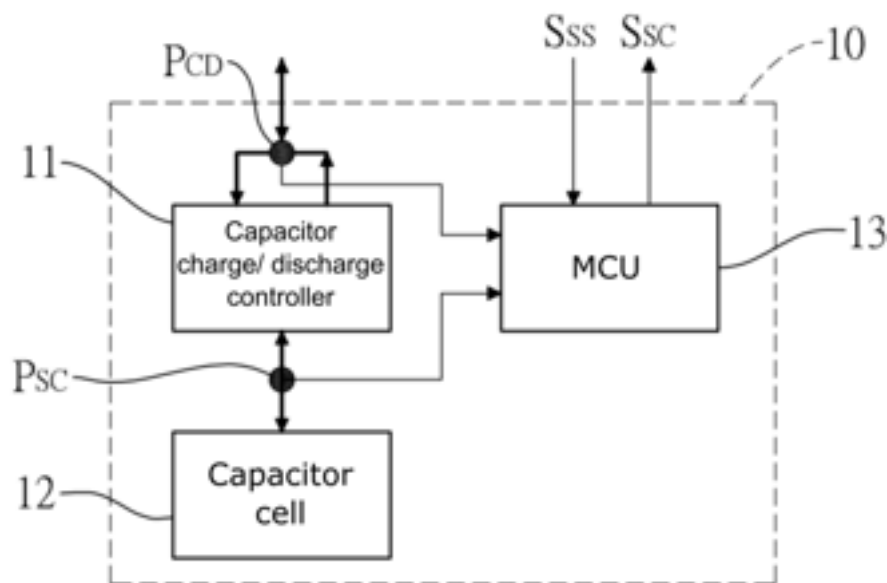 PCD
SSS
SSC
10
11
Capacitor
charge/ discharge
controller
MCU
13
PSC
12
Capacitor
cell